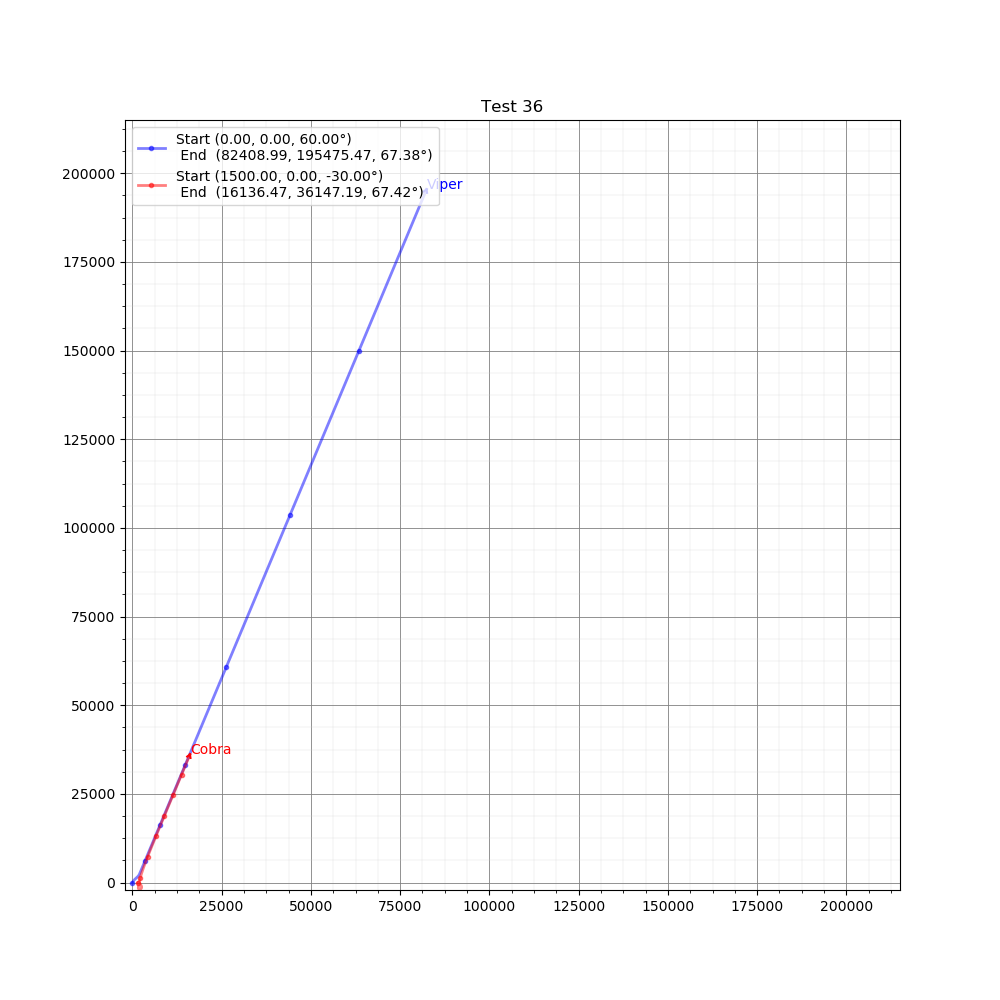 Test 36
Start (0.00, 0.00, 60.00°)
End (82408.99, 195475.47, 67.38°)
Start (1500.00, 0.00, -30.00°)
End (16136.47, 36147.19, 67.42°)
Viper
Cobra
200000
175000
150000
125000
100000
75000
50000
25000
0
0 25000 50000 75000 100000 125000 150000 175000 200000